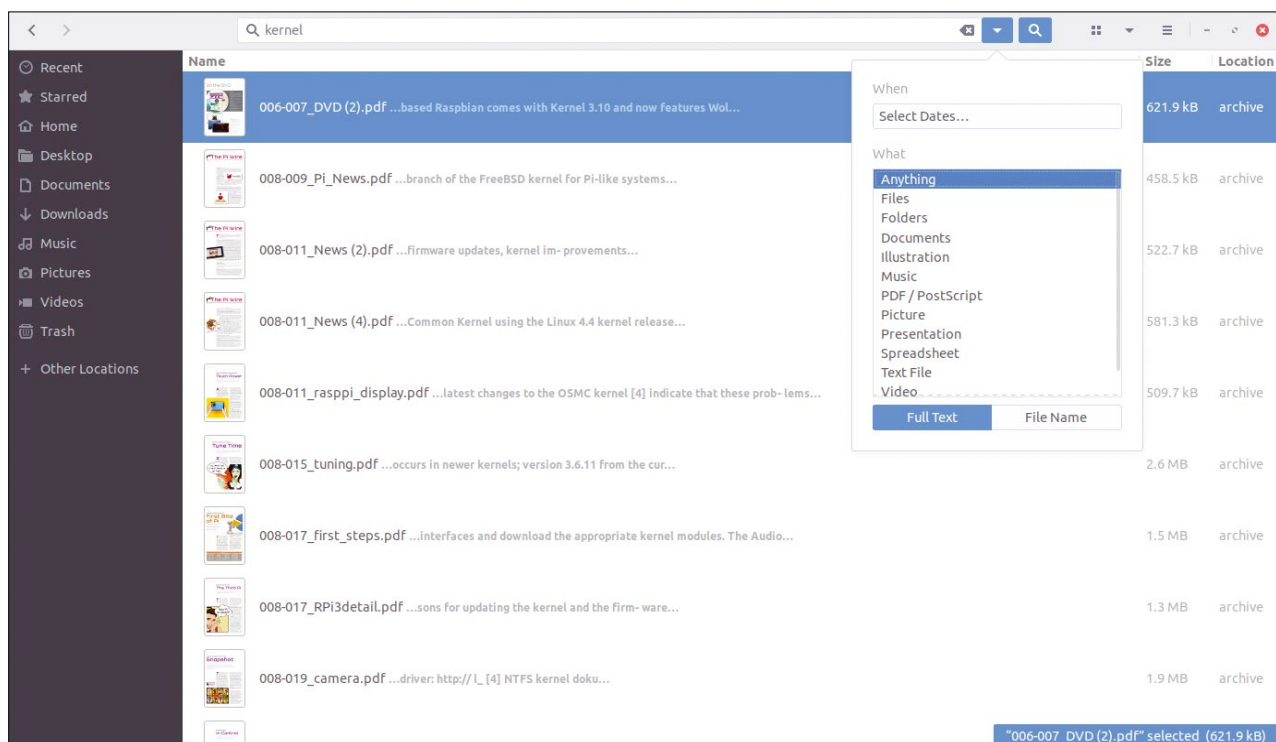 kernel
Recent
Starred
Home
Desktop
Documents
Downloads
Music
Pictures
Videos
Trash
+ Other Locations
Name Size Location
006-007_DVD (2).pdf ...based Raspbian comes with Kernel 3.10 and now features Wol... 621.9 kB archive
008-009_Pi_News.pdf ...branch of the FreeBSD kernel for Pi-like systems... 458.5 kB archive
008-011_News (2).pdf ...firmware updates, kernel im- provements... 522.7 kB archive
008-011_News (4).pdf ...Common Kernel using the Linux 4.4 kernel release... 581.3 kB archive
008-011_rasppi_display.pdf ...latest changes to the OSMC kernel [4] indicate that these prob- lems... 509.7 kB archive
008-015_tuning.pdf ...occurs in newer kernels; version 3.6.11 from the cur... 2.6 MB archive
008-017_first_steps.pdf ...interfaces and download the appropriate kernel modules. The Audio... 1.5 MB archive
008-017_RPi3detail.pdf ...sons for updating the kernel and the firm- ware... 1.3 MB archive
008-019_camera.pdf ...driver: http:// l_ [4] NTFS kernel doku... 1.9 MB archive
When
Select Dates...
What
Anything
Files
Folders
Documents
Illustration
Music
PDF / PostScript
Picture
Presentation
Spreadsheet
Text File
Video
Full Text File Name
"006-007_DVD (2).pdf" selected (621.9 kB)